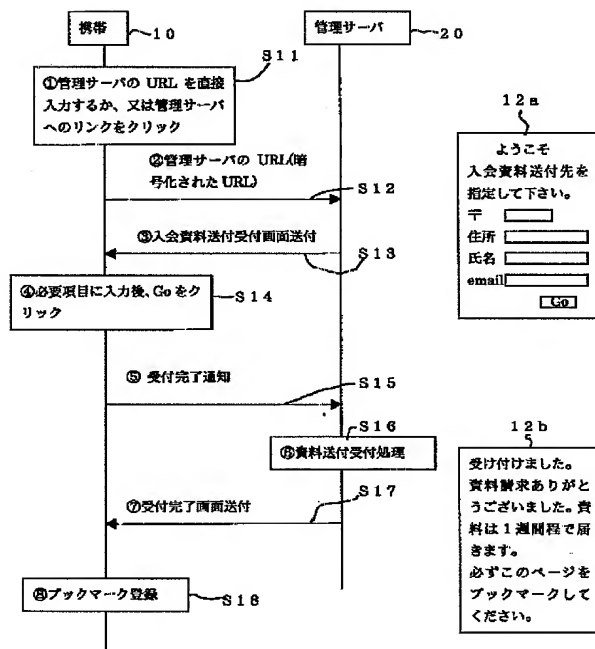 携帯
10
管理サーバ
20
S11
①管理サーバの URL を直接
入力するか、又は管理サーバ
へのリンクをクリック
②管理サーバの URL(暗
号化された URL)
S12
③入会資料送付受付画面送付
S13
④必要項目に入力後、Go をク
リック
S14
⑤ 受付完了通知
S15
S16
⑥資料送付受付処理
⑦受付完了画面送付
S17
⑧ブックマーク登録
S18
12a
ようこそ
入会資料送付先を
指定して下さい。
〒
住所
氏名
email
Go
12b
受け付けました。
資料請求ありがと
うございました。資
料は1週間程で届
きます。
必ずこのページを
ブックマークして
ください。